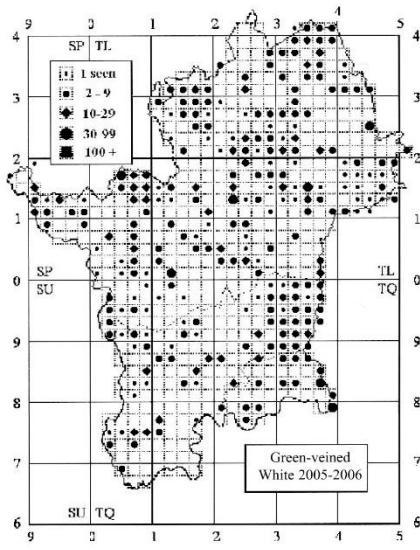 9 0 1 2 3 4 5
SP TL
4 4
1 seen
2 - 9
10-29
30-99
100 +
3 3
2 2
1 1
SP TL
0 0
SU TQ
9 9
8 8
7 7
Green-veined
White 2005-2006
SU TQ
6 6
9 0 1 2 3 4 5